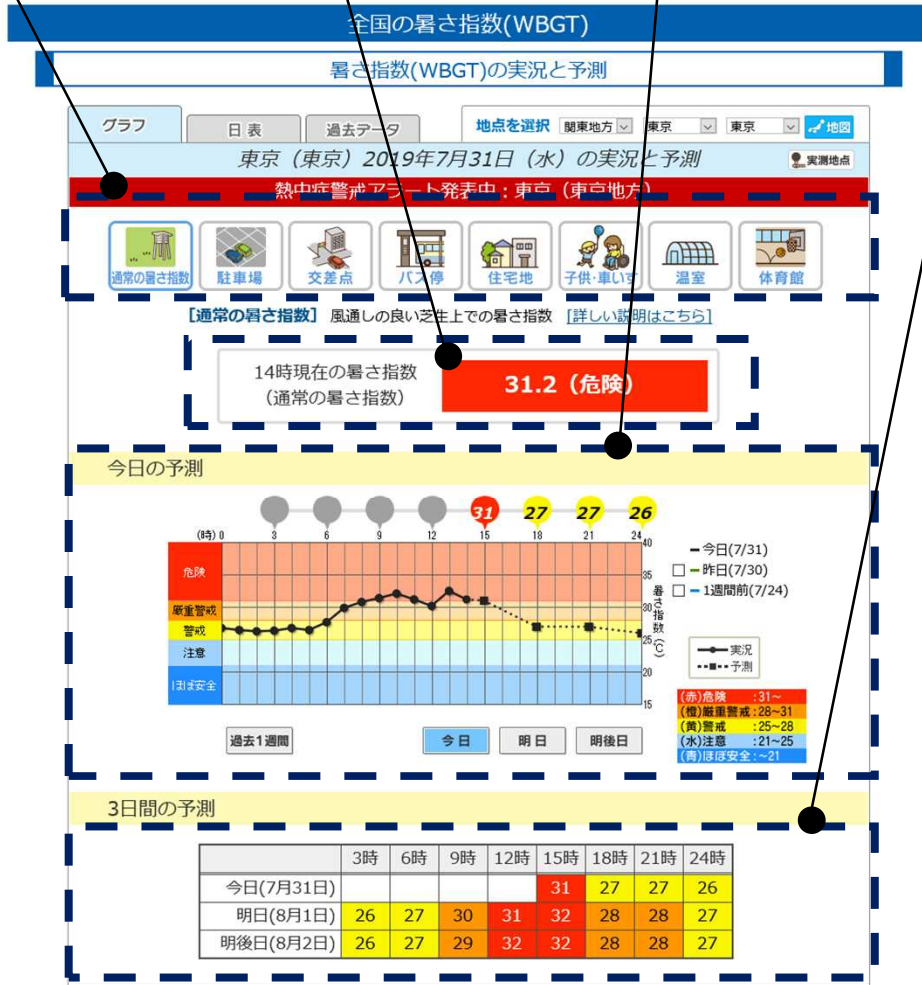 全国の暑さ指数(WBGT)
暑さ指数(WBGT)の実況と予測
グラフ 日表 過去データ 地点を選択 関東地方 東京 東京 地図
東京（東京）2019年7月31日（水）の実況と予測 実測地点
熱中症警戒アラート発表中：東京（東京地方）
通常の暑さ指数 駐車場 交差点 バス停 住宅地 子供・車いす 温室 体育館
[通常の暑さ指数] 風通しの良い芝生上での暑さ指数 [詳しい説明はこちら]
14時現在の暑さ指数
(通常の暑さ指数)
31.2（危険）
今日の予測
31 27 27 26
(時) 0 3 6 9 12 15 18 21 24
危険
厳重警戒
警戒
注意
ほぼ安全
40
35
30
25
20
15
暑さ指数(℃)
今日(7/31)
昨日(7/30)
1週間前(7/24)
実況
予測
(赤)危険 :31～
(橙)厳重警戒:28～31
(黄)警戒 :25～28
(水)注意 :21～25
(青)ほぼ安全:～21
過去1週間 今日 明日 明後日
3日間の予測
3時 6時 9時 12時 15時 18時 21時 24時
今日(7月31日) 31 27 27 26
明日(8月1日) 26 27 30 31 32 28 28 27
明後日(8月2日) 26 27 29 32 32 28 28 27